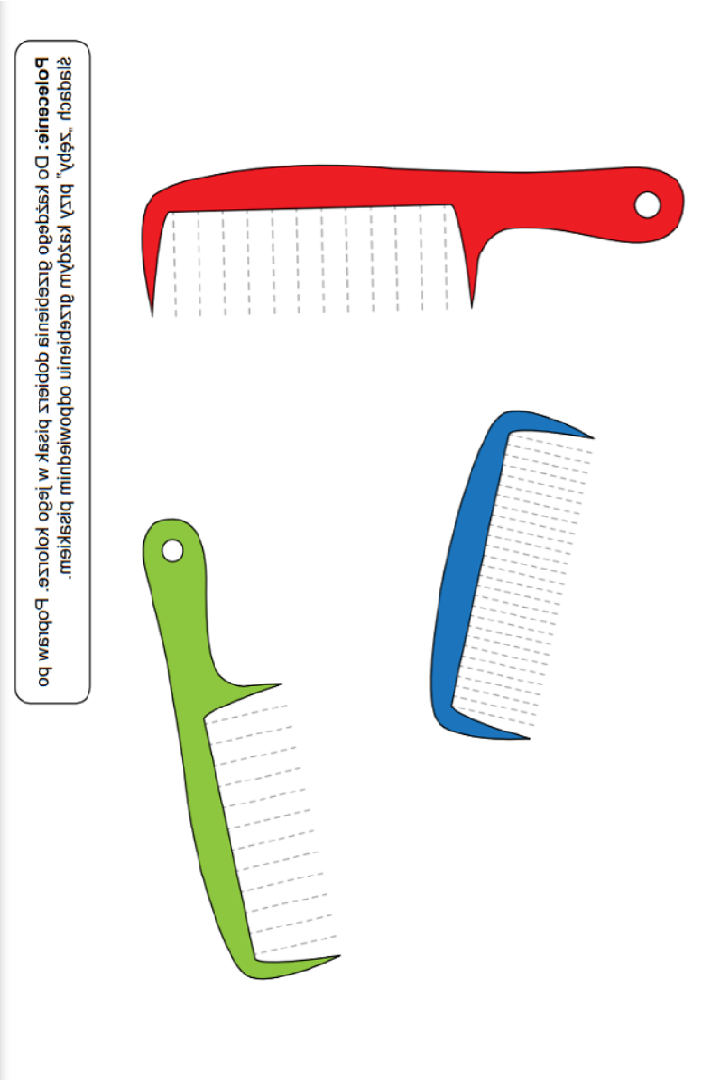 Polecenie: Do każdego grzebienia dobierz pisak w jego kolorze. Popraw po
śladach „zęby” przy każdym grzebieniu odpowiednim pisakiem.